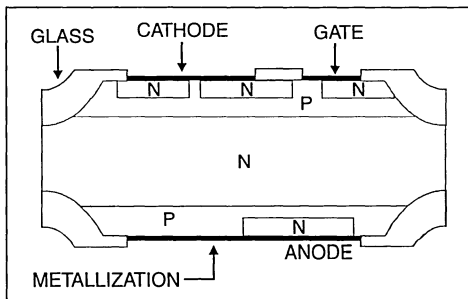 GLASS CATHODE GATE
N N P N
N
P N
ANODE
METALLIZATION